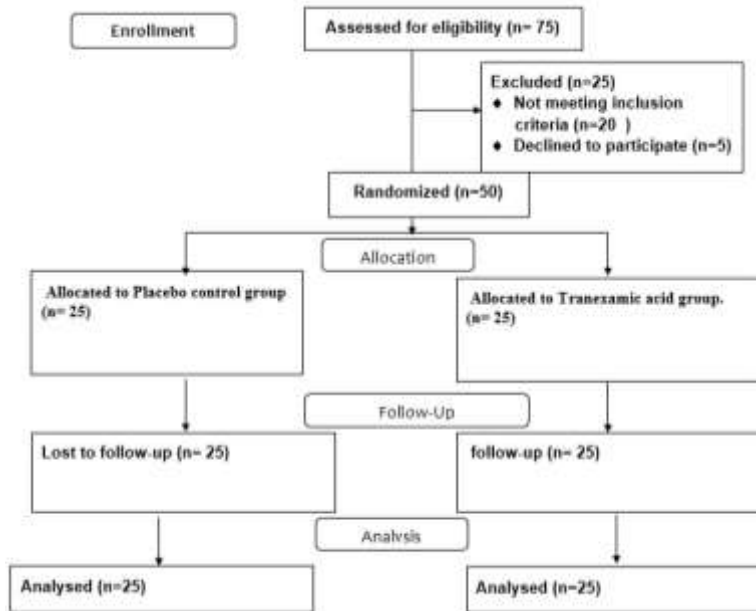 Enrollment
Assessed for eligibility (n= 75)
Excluded (n=25)
♦ Not meeting inclusion
criteria (n=20 )
♦ Declined to participate (n=5)
Randomized (n=50)
Allocation
Allocated to Placebo control group
(n= 25)
Allocated to Tranexamic acid group.
(n= 25)
Follow-Up
Lost to follow-up (n= 25)
follow-up (n= 25)
Analysis
Analysed (n=25)
Analysed (n=25)